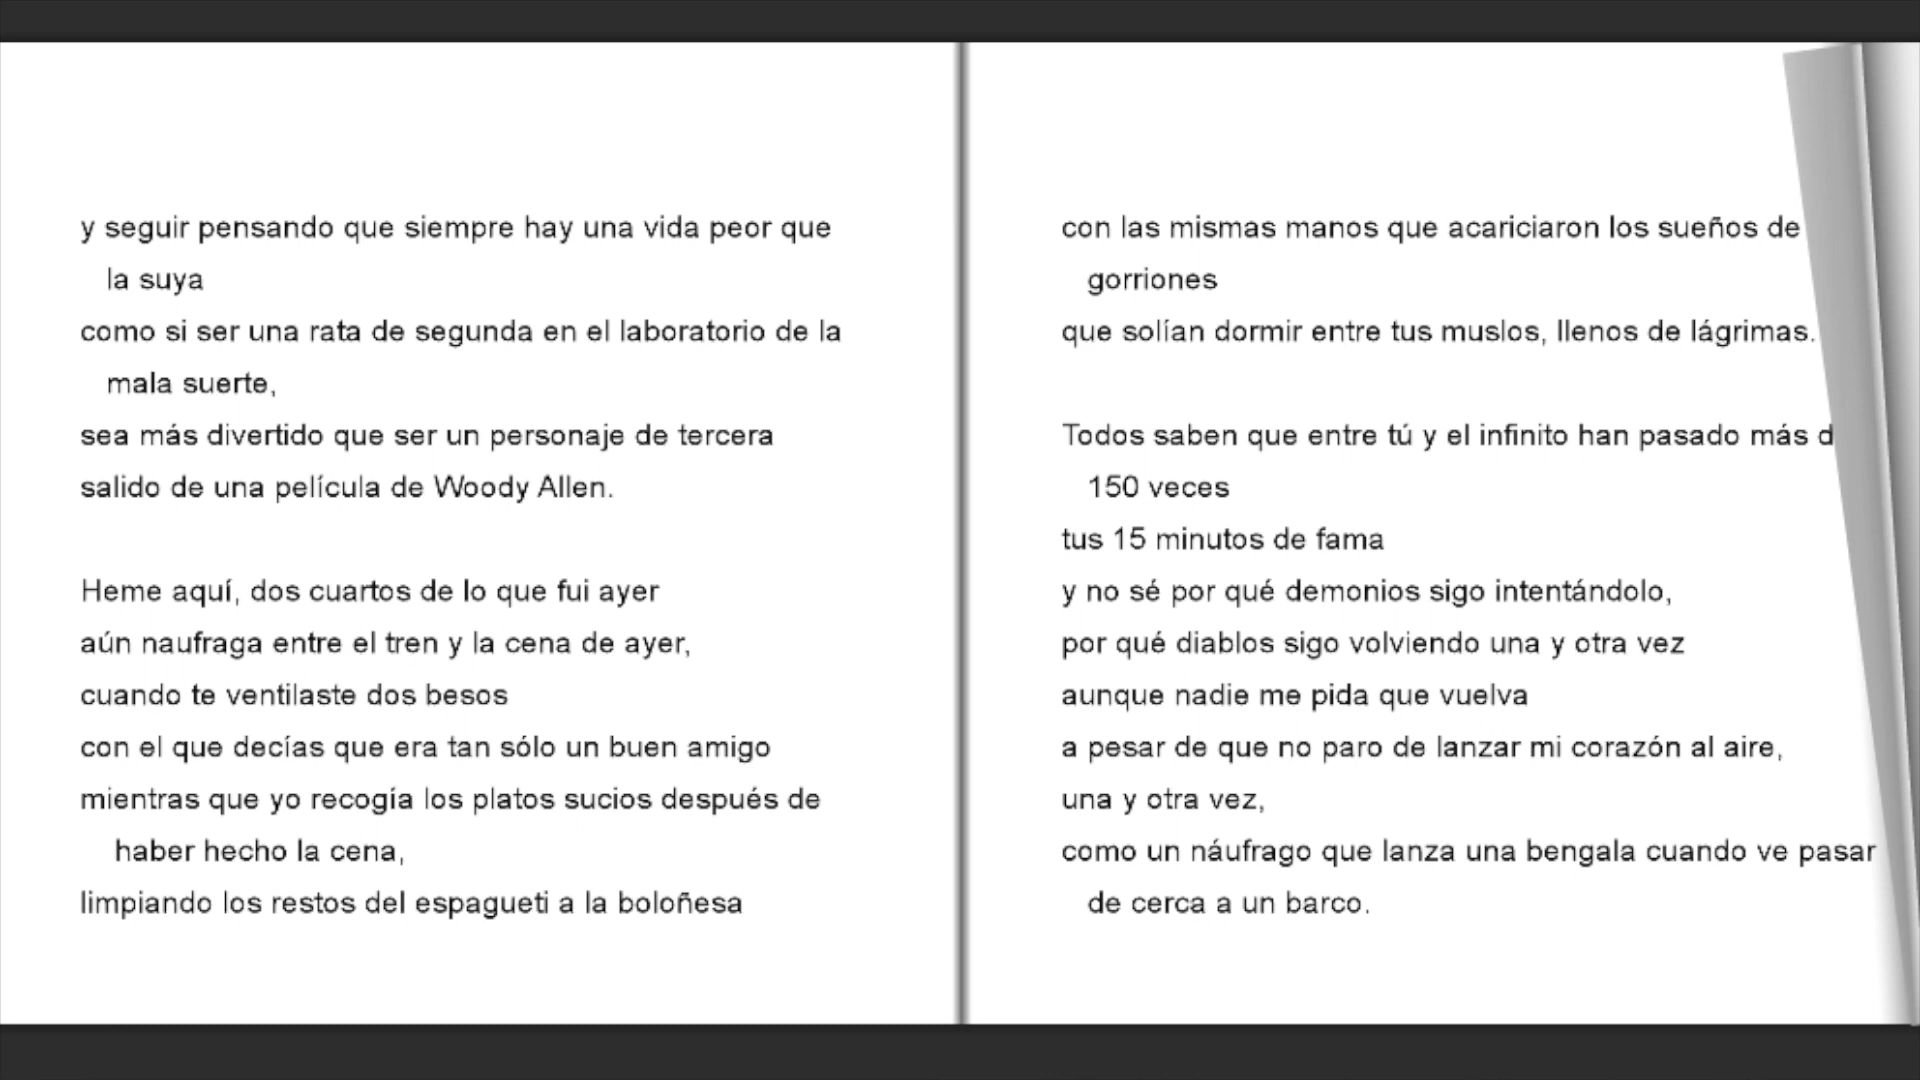 y seguir pensando que siempre hay una vida peor que
la suya
como si ser una rata de segunda en el laboratorio de la
mala suerte,
sea más divertido que ser un personaje de tercera
salido de una película de Woody Allen.
Heme aquí, dos cuartos de lo que fui ayer
aún naufraga entre el tren y la cena de ayer,
cuando te ventilaste dos besos
con el que decías que era tan sólo un buen amigo
mientras que yo recogía los platos sucios después de
haber hecho la cena,
limpiando los restos del espagueti a la boloñesa
con las mismas manos que acariciaron los sueños de
gorriones
que solían dormir entre tus muslos, llenos de lágrimas.
Todos saben que entre tú y el infinito han pasado más d
150 veces
tus 15 minutos de fama
y no sé por qué demonios sigo intentándolo,
por qué diablos sigo volviendo una y otra vez
aunque nadie me pida que vuelva
a pesar de que no paro de lanzar mi corazón al aire,
una y otra vez,
como un náufrago que lanza una bengala cuando ve pasar
de cerca a un barco.